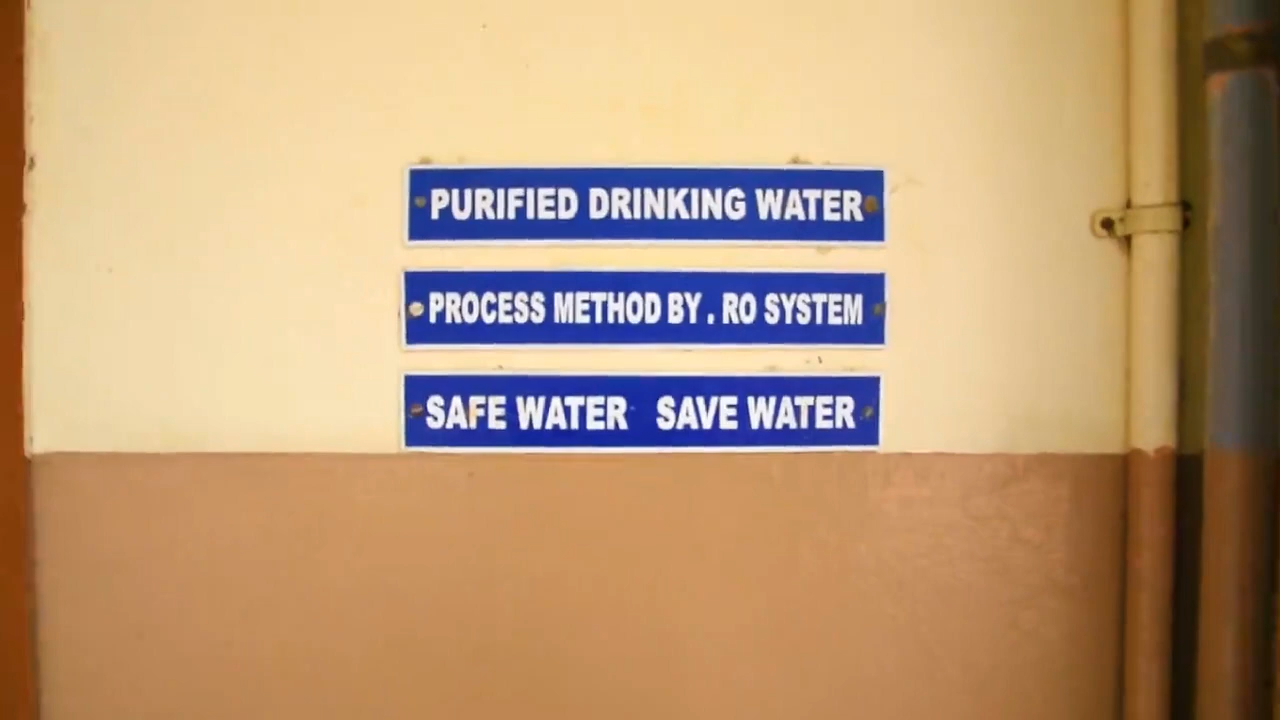 PURIFIED DRINKING WATER
PROCESS METHOD BY . RO SYSTEM
SAFE WATER SAVE WATER